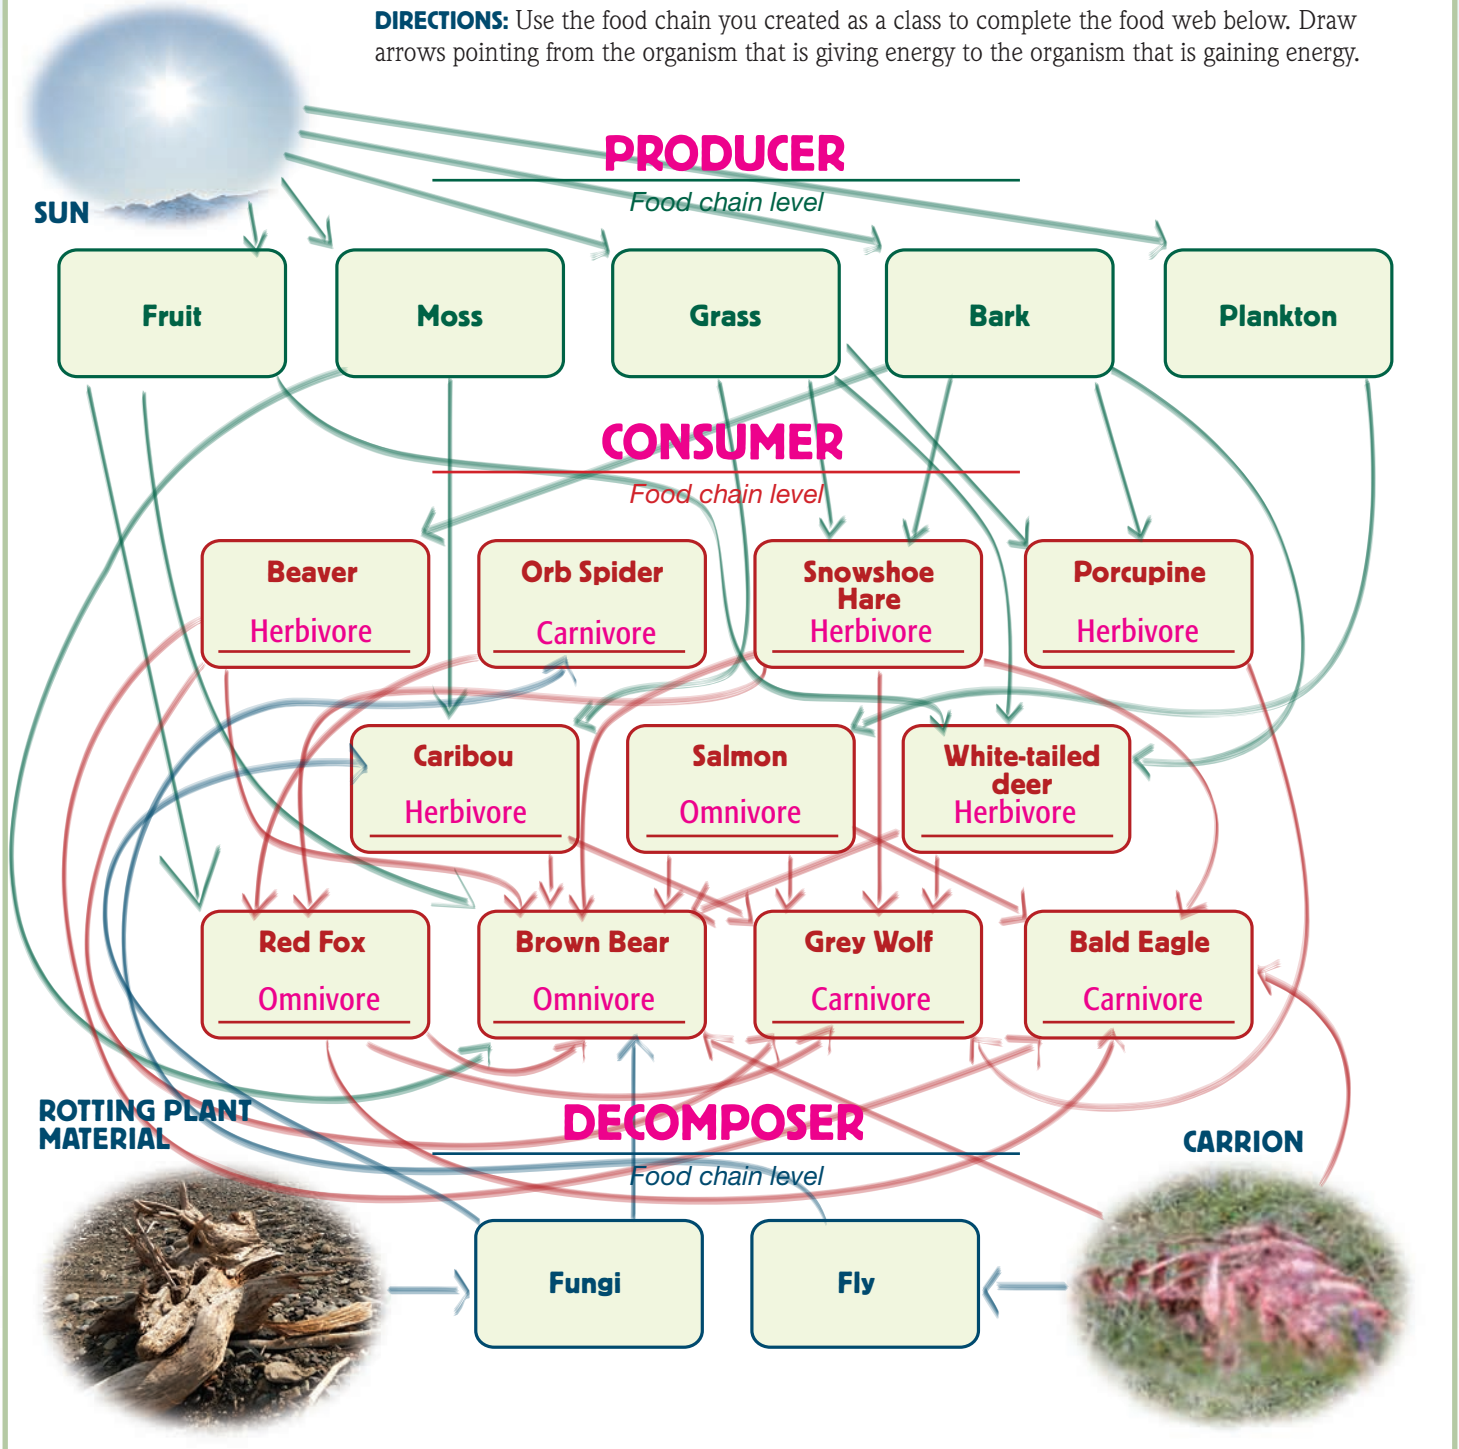 DIRECTIONS: Use the food chain you created as a class to complete the food web below. Draw
arrows pointing from the organism that is giving energy to the organism that is gaining energy.
PRODUCER
Food chain level
SUN
Fruit
Moss
Grass
Bark
Plankton
CONSUMER
Food chain level
Beaver
Herbivore
Orb Spider
Carnivore
Snowshoe
Hare
Herbivore
Porcupine
Herbivore
Caribou
Herbivore
Salmon
Omnivore
White-tailed
deer
Herbivore
Red Fox
Omnivore
Brown Bear
Omnivore
Grey Wolf
Carnivore
Bald Eagle
Carnivore
ROTTING PLANT
MATERIAL
DECOMPOSER
Food chain level
CARRION
Fungi
Fly